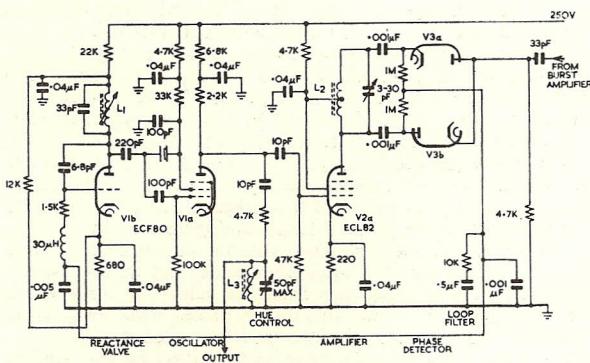 250V
22K
4·7K
6·8K
4·7K
·001µF
V3a
33pF
FROM
BURST
AMPLIFIER
·04µF
·04µF
·04µF
·04µF
L2
1M
3-30
pF
1M
33pF
L1
33K
2·2K
100pF
·001µF
V3b
220pF
10pF
6·8pF
100pF
10pF
12K
1·5K
V1b
ECF80
V1a
4·7K
V2a
ECL82
4·7K
30µH
47K
10K
680
100K
L3
50pF
MAX.
220
·005
µF
·04µF
·04µF
·5µF
·001
µF
HUE
CONTROL
LOOP
FILTER
REACTANCE
VALVE
OSCILLATOR
OUTPUT
AMPLIFIER
PHASE
DETECTOR